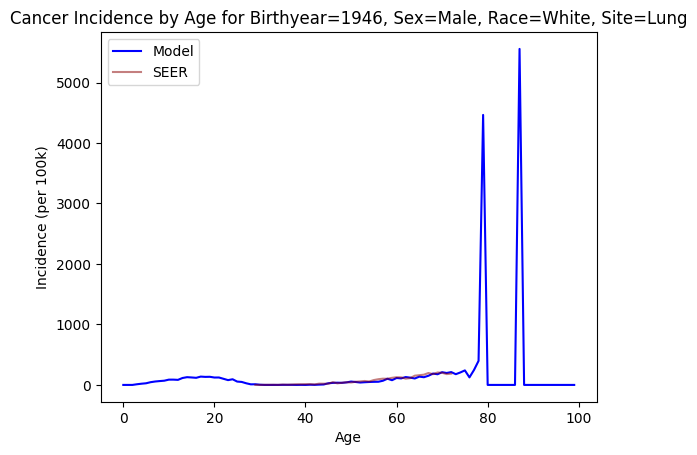 Cancer Incidence by Age for Birthyear=1946, Sex=Male, Race=White, Site=Lung
Model
SEER
Incidence (per 100k)
5000
4000
3000
2000
1000
0
0 20 40 60 80 100
Age